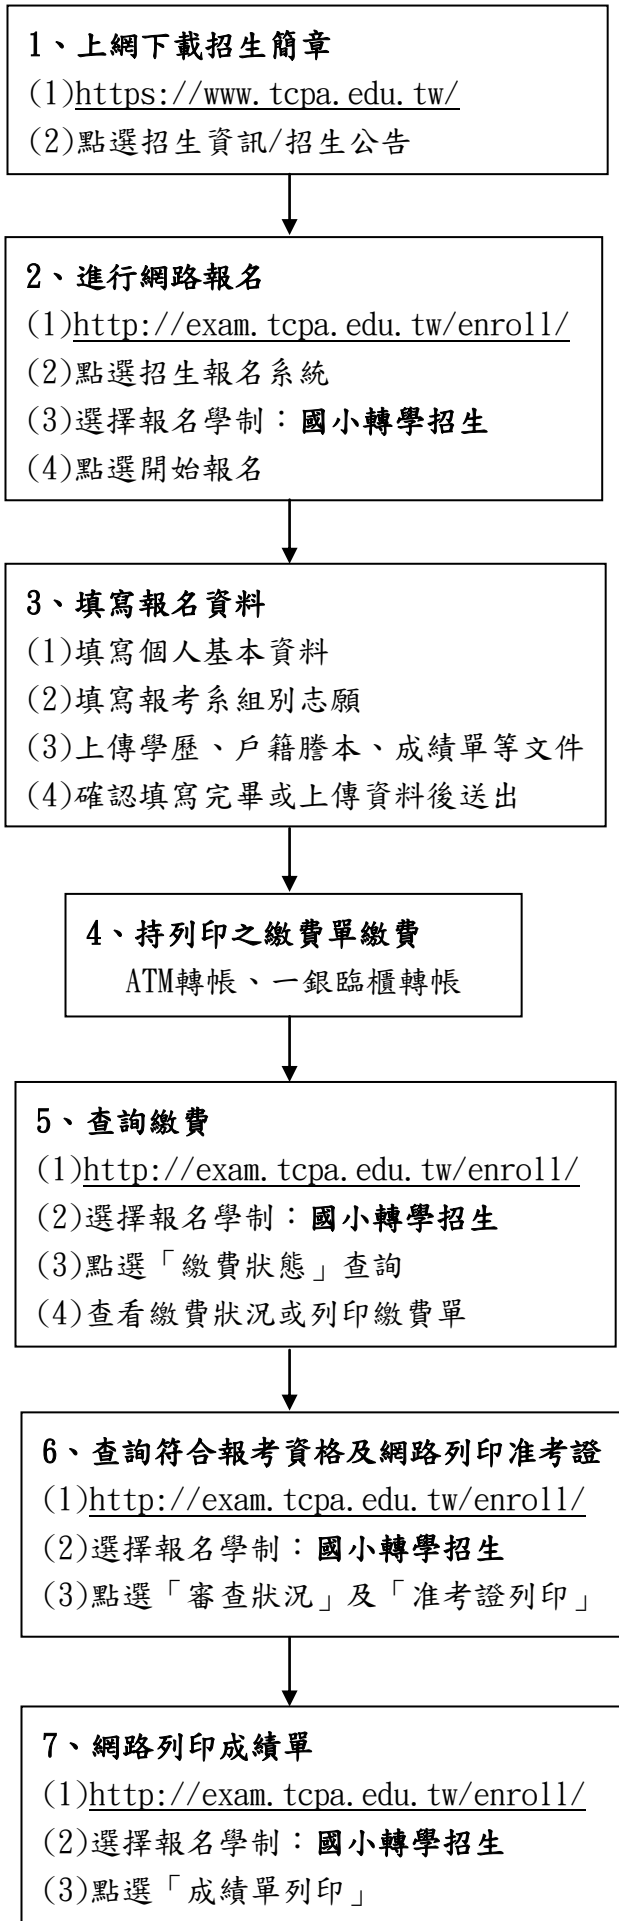 1、上網下載招生簡章
(1)https://www.tcpa.edu.tw/
(2)點選招生資訊/招生公告
2、進行網路報名
(1)http://exam.tcpa.edu.tw/enroll/
(2)點選招生報名系統
(3)選擇報名學制：國小轉學招生
(4)點選開始報名
3、填寫報名資料
(1)填寫個人基本資料
(2)填寫報考系組別志願
(3)上傳學歷、戶籍謄本、成績單等文件
(4)確認填寫完畢或上傳資料後送出
4、持列印之繳費單繳費
ATM轉帳、一銀臨櫃轉帳
5、查詢繳費
(1)http://exam.tcpa.edu.tw/enroll/
(2)選擇報名學制：國小轉學招生
(3)點選「繳費狀態」查詢
(4)查看繳費狀況或列印繳費單
6、查詢符合報考資格及網路列印准考證
(1)http://exam.tcpa.edu.tw/enroll/
(2)選擇報名學制：國小轉學招生
(3)點選「審查狀況」及「准考證列印」
7、網路列印成績單
(1)http://exam.tcpa.edu.tw/enroll/
(2)選擇報名學制：國小轉學招生
(3)點選「成績單列印」